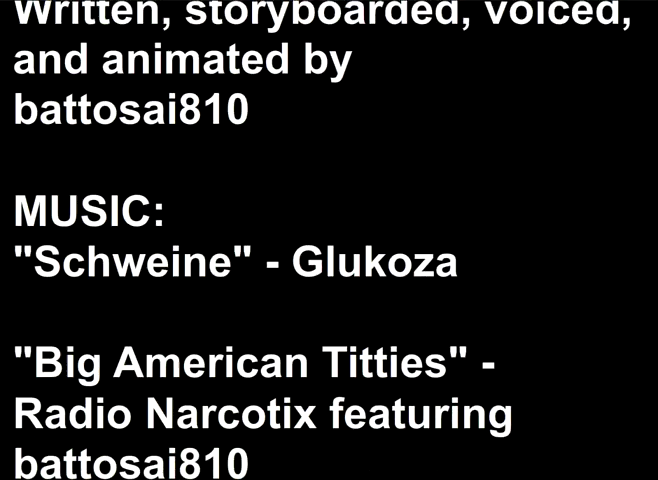 Written, storyboarded, voiced,
and animated by
battosai810
MUSIC:
"Schweine" - Glukoza
"Big American Titties" -
Radio Narcotix featuring
battosai810